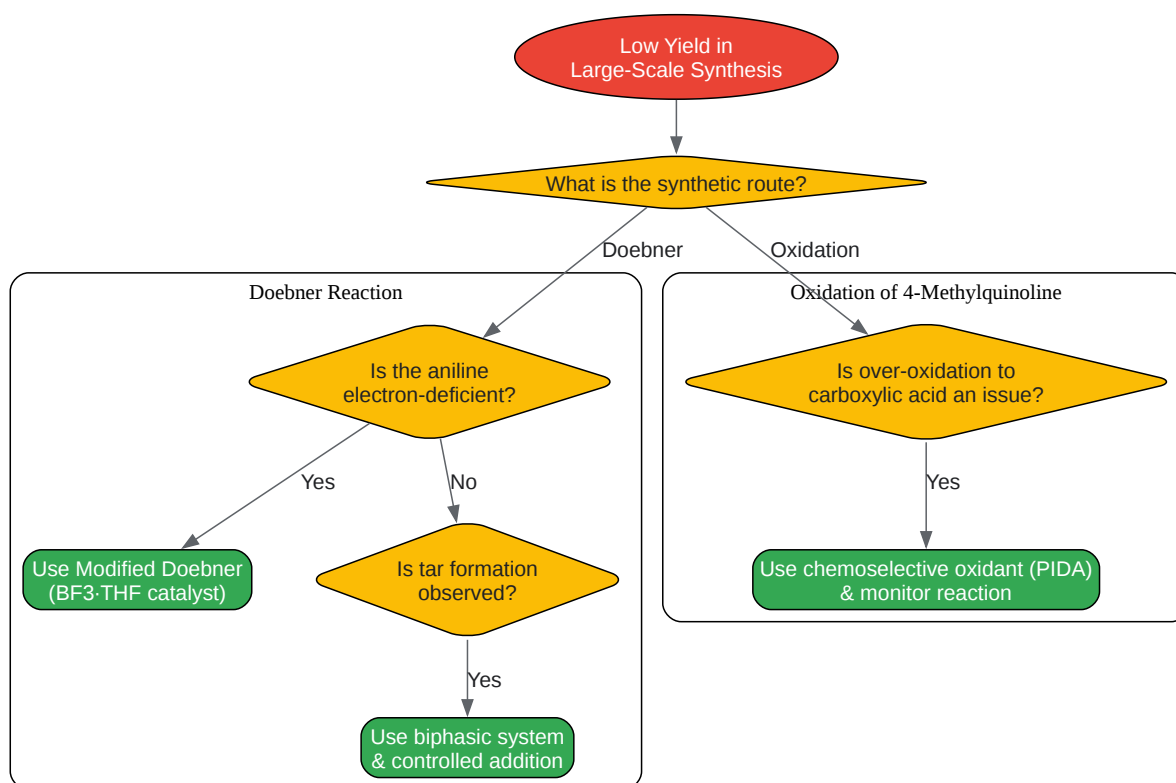 Low Yield in
Large-Scale Synthesis
What is the synthetic route?
Doebner
Oxidation
Doebner Reaction
Oxidation of 4-Methylquinoline
Is the aniline
electron-deficient?
Is over-oxidation to
carboxylic acid an issue?
Yes
No
Yes
Use Modified Doebner
(BF3·THF catalyst)
Is tar formation
observed?
Use chemoselective oxidant (PIDA)
& monitor reaction
Yes
Use biphasic system
& controlled addition